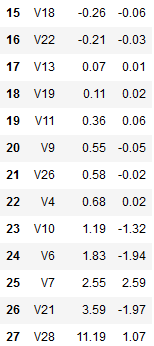 15 V18 -0.26 -0.06
16 V22 -0.21 -0.03
17 V13 0.07 0.01
18 V19 0.11 0.02
19 V11 0.36 0.06
20 V9 0.55 -0.05
21 V26 0.58 -0.02
22 V4 0.68 0.02
23 V10 1.19 -1.32
24 V6 1.83 -1.94
25 V7 2.55 2.59
26 V21 3.59 -1.97
27 V28 11.19 1.07